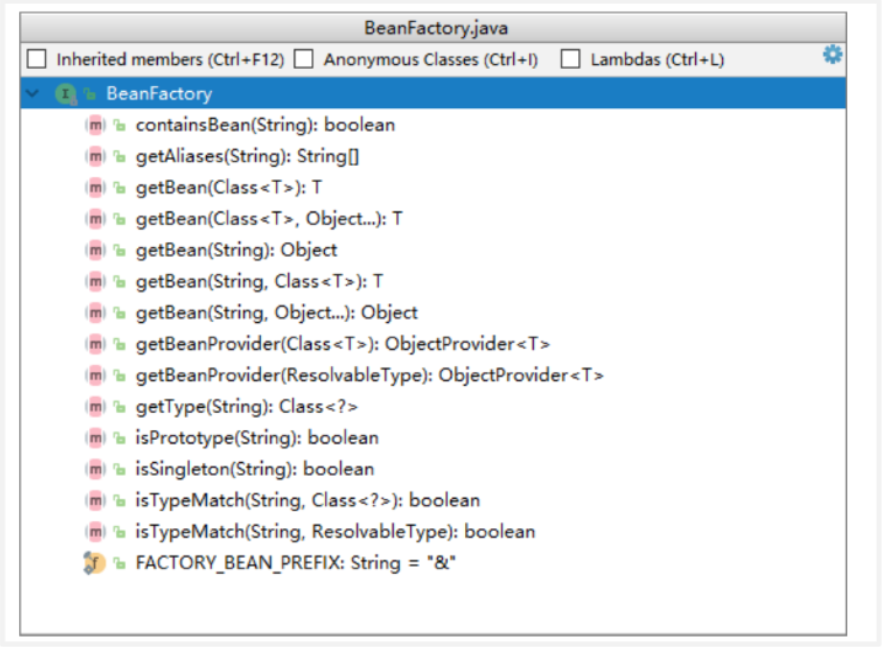 BeanFactory.java
Inherited members (Ctrl+F12) Anonymous Classes (Ctrl+I) Lambdas (Ctrl+L)
I BeanFactory
m containsBean(String): boolean
m getAliases(String): String[]
m getBean(Class<T>): T
m getBean(Class<T>, Object...): T
m getBean(String): Object
m getBean(String, Class<T>): T
m getBean(String, Object...): Object
m getBeanProvider(Class<T>): ObjectProvider<T>
m getBeanProvider(ResolvableType): ObjectProvider<T>
m getType(String): Class<?>
m isPrototype(String): boolean
m isSingleton(String): boolean
m isTypeMatch(String, Class<?>): boolean
m isTypeMatch(String, ResolvableType): boolean
f FACTORY_BEAN_PREFIX: String = "&"